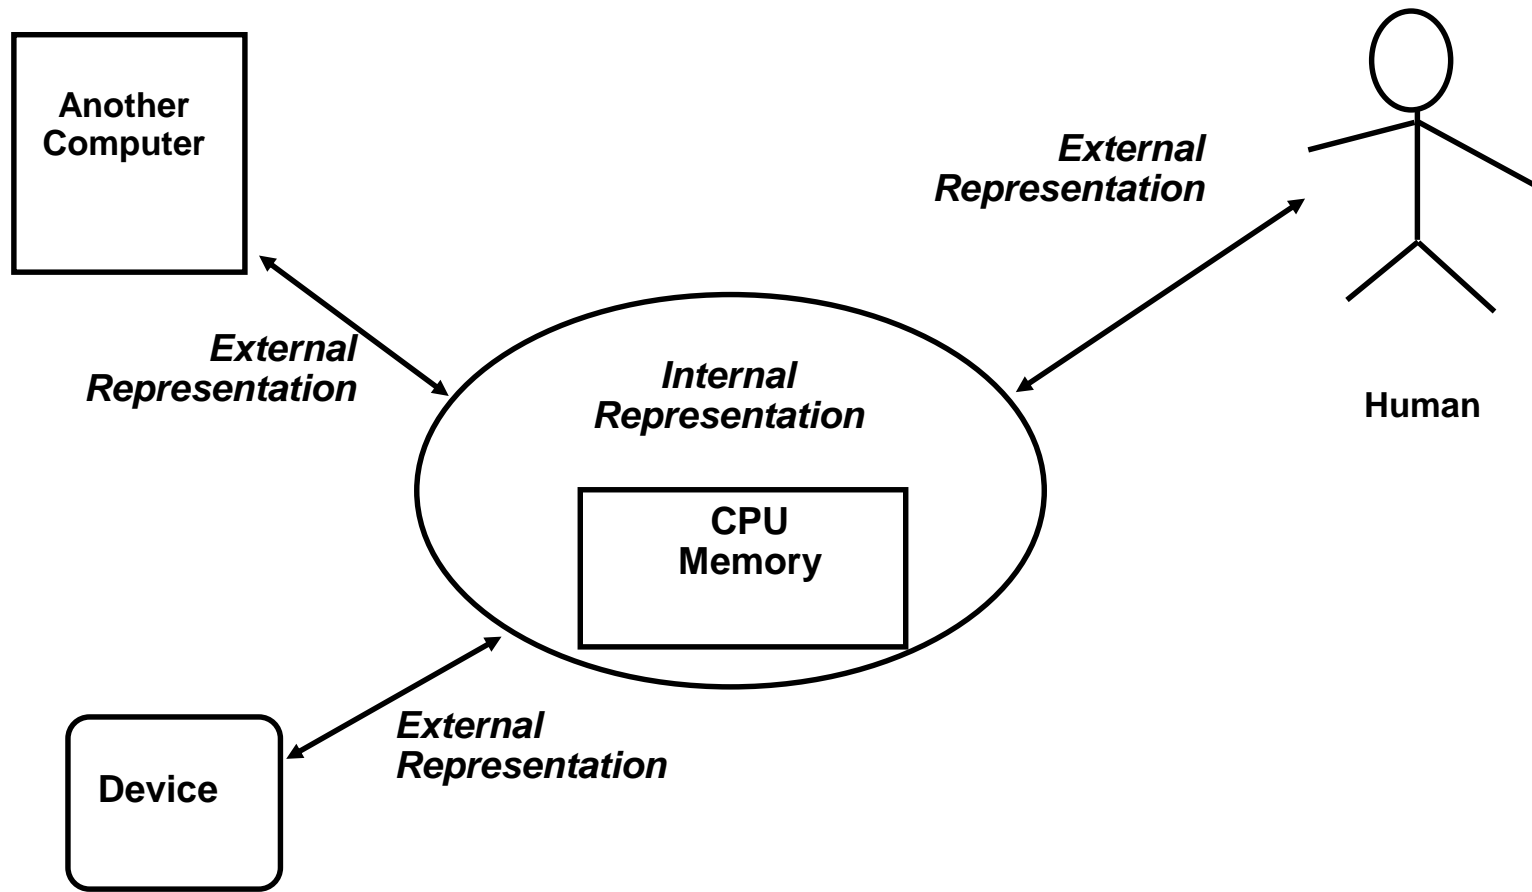 Another
Computer
External
Representation
External
Representation
Internal
Representation
Human
CPU
Memory
External
Representation
Device